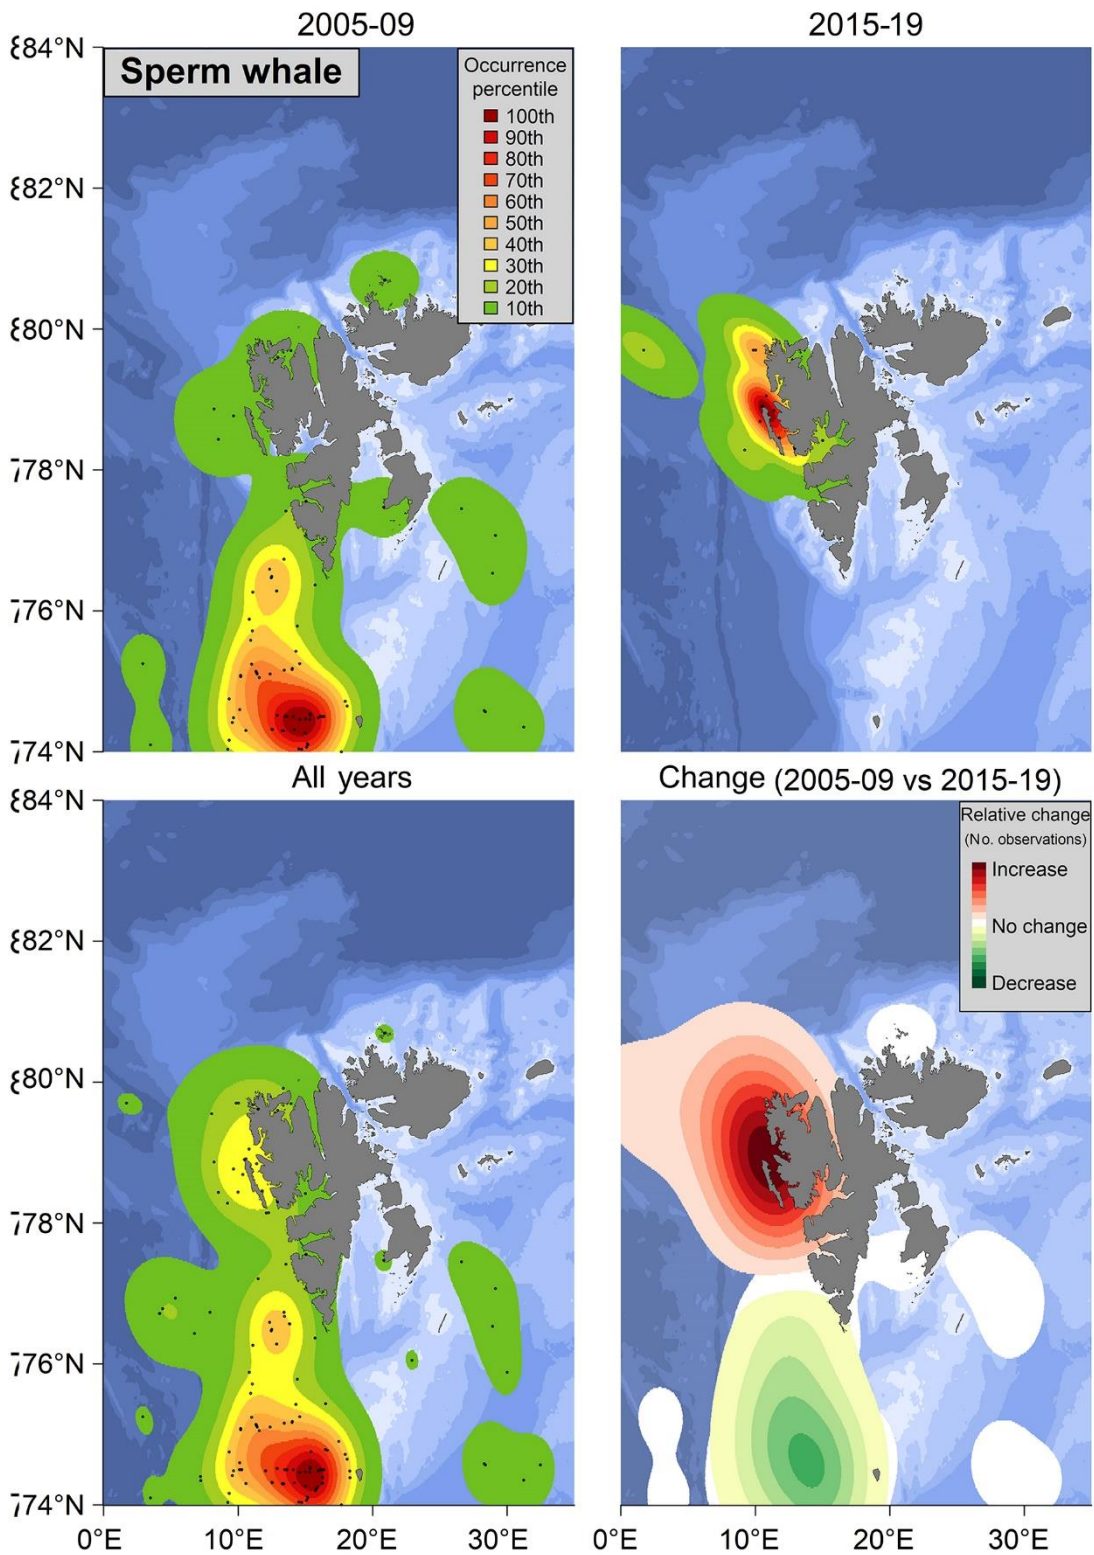 2005-09
2015-19
84°N
Sperm whale
Occurrence
percentile
100th
90th
80th
70th
60th
50th
40th
30th
20th
10th
82°N
80°N
78°N
76°N
74°N
All years
Change (2005-09 vs 2015-19)
84°N
Relative change
(No. observations)
Increase
No change
Decrease
82°N
80°N
78°N
76°N
74°N
0°E
10°E
20°E
30°E
0°E
10°E
20°E
30°E